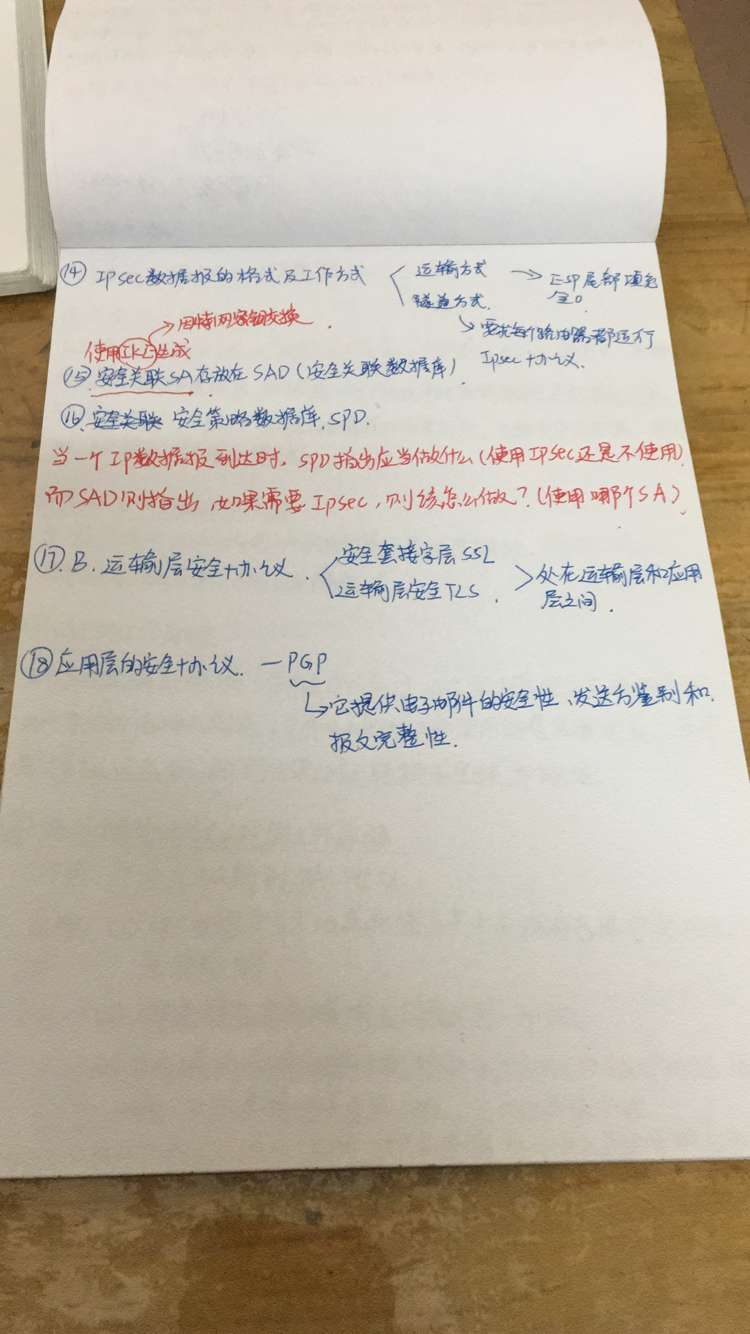 ⑭ IPsec数据报的格式及工作方式 < 运输方式 → ESP尾部填充
隧道方式. 全0
→ 要求每个路由器都运行
IPsec协议.
→ 因特网密钥交换.
使用IKE生成
⑮ 安全关联SA存放在SAD(安全关联数据库)
⑯ 安全关联 安全策略数据库, SPD.
当一个IP数据报到达时, SPD指出应当做什么(使用IPSec还是不使用)
而SAD则指出, 如果需要Ipsec, 则该怎么做?(使用哪个SA)
⑰. B. 运输层安全协议. < 安全套接字层 SSL
运输层安全 TLS. > 处在运输层和应用
层之间.
⑱ 应用层的安全协议. — PGP
↳ 它提供电子邮件的安全性、发送方鉴别和.
报文完整性.